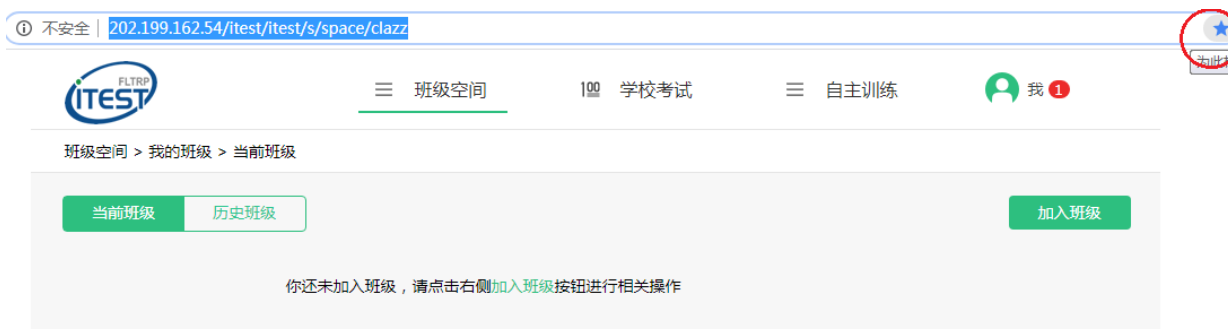 不安全 202.199.162.54/itest/itest/s/space/clazz
为此
FLTRP
iTEST
班级空间 100 学校考试 自主训练 我 1
班级空间 > 我的班级 > 当前班级
当前班级 历史班级 加入班级
你还未加入班级，请点击右侧加入班级按钮进行相关操作